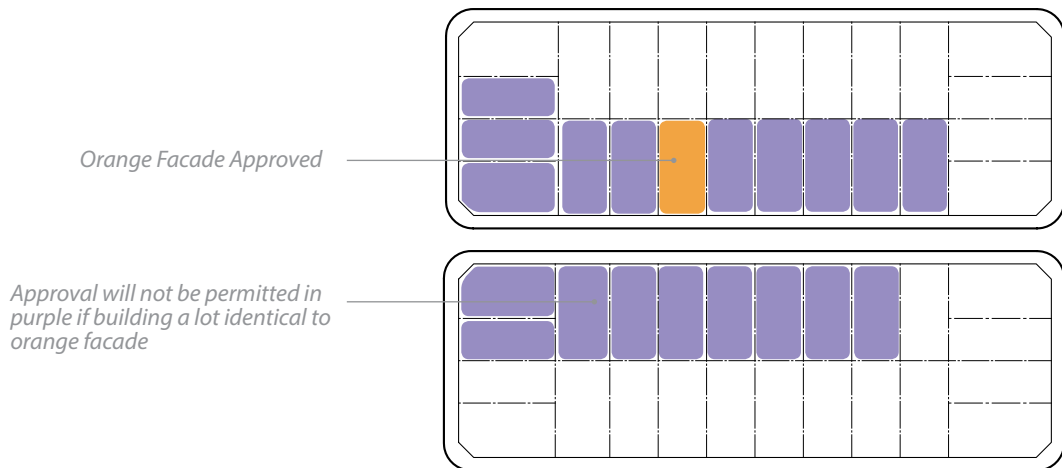 Orange Facade Approved
Approval will not be permitted in
purple if building a lot identical to
orange facade